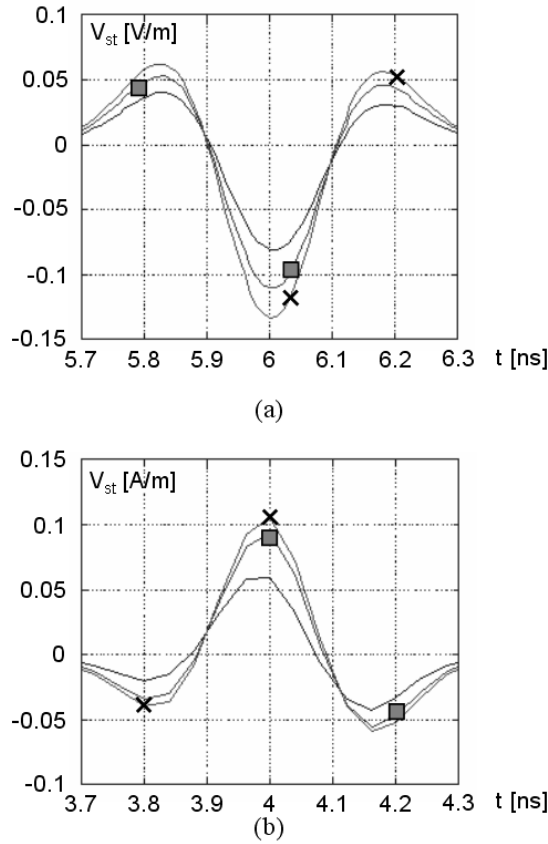 0.1
V_st [V/m]
0.05
0
-0.05
-0.1
-0.15
5.7 5.8 5.9 6 6.1 6.2 6.3 t [ns]
(a)
0.15
V_st [A/m]
0.1
0.05
0
-0.05
-0.1
3.7 3.8 3.9 4 4.1 4.2 4.3 t [ns]
(b)